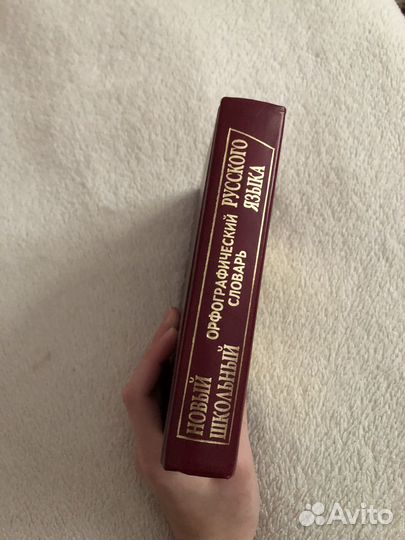 НОВЫЙ
ШКОЛЬНЫЙ
ОРФОГРАФИЧЕСКИЙ
СЛОВАРЬ
РУССКОГО
ЯЗЫКА
Avito